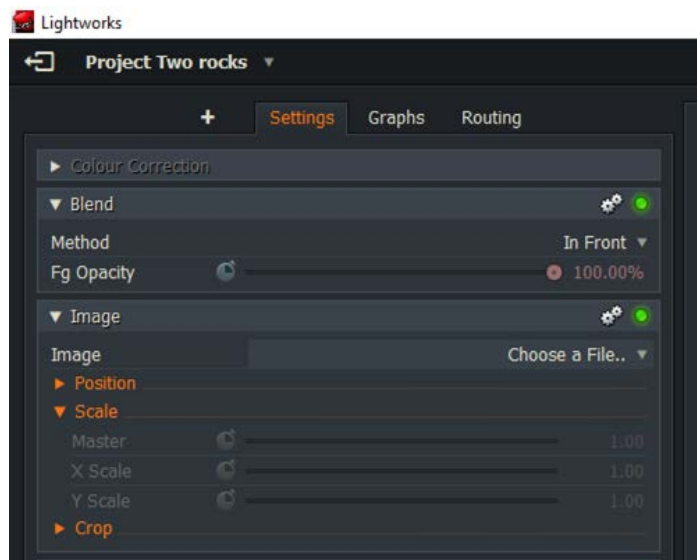 Lightworks
Project Two rocks
+ Settings Graphs Routing
Colour Correction
Blend
Method In Front
Fg Opacity 100.00%
Image
Image Choose a File..
Position
Scale
Master 1.00
X Scale 1.00
Y Scale 1.00
Crop